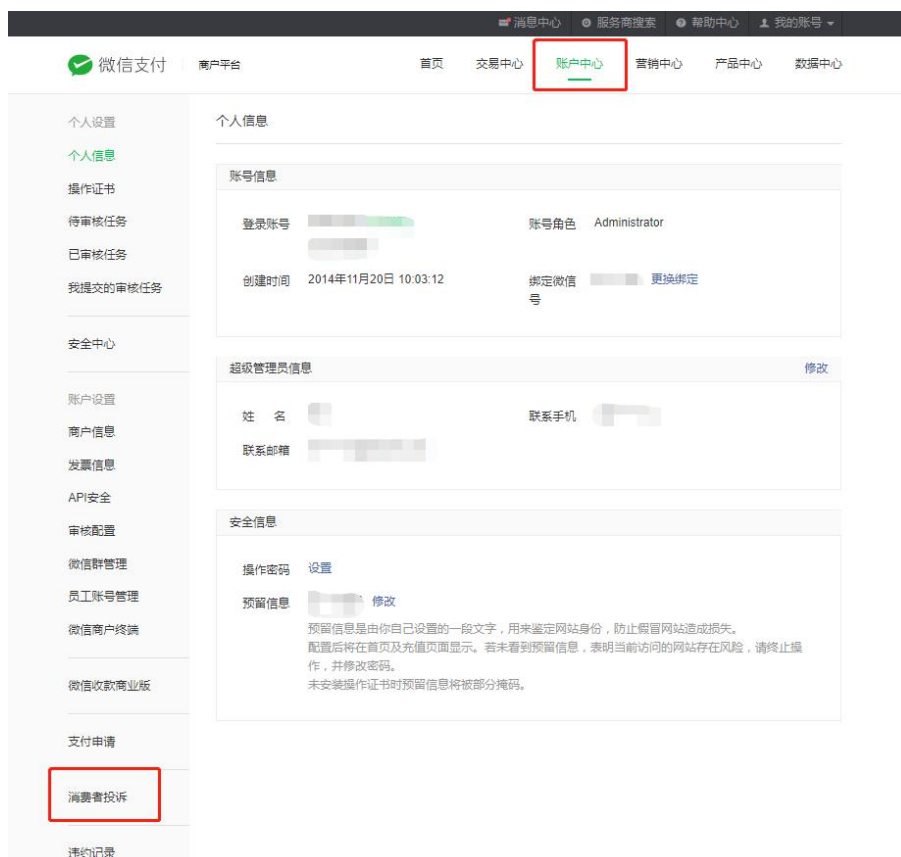 消息中心 服务商搜索 帮助中心 我的账号
微信支付 商户平台 首页 交易中心 账户中心 营销中心 产品中心 数据中心
个人设置
个人信息
操作证书
待审核任务
已审核任务
我提交的审核任务
安全中心
账户设置
商户信息
发票信息
API安全
审核配置
微信群管理
员工账号管理
微信商户终端
微信收款商业版
支付申请
消费者投诉
违约记录
个人信息
账号信息
登录账号
账号角色 Administrator
创建时间 2014年11月20日 10:03:12
绑定微信号 更换绑定
超级管理员信息 修改
姓 名
联系手机
联系邮箱
安全信息
操作密码 设置
预留信息 修改
预留信息是由你自己设置的一段文字，用来鉴定网站身份，防止假冒网站造成损失。
配置后将在首页及充值页面显示。若未看到预留信息，表明当前访问的网站存在风险，请终止操
作，并修改密码。
未安装操作证书时预留信息将被部分掩码。